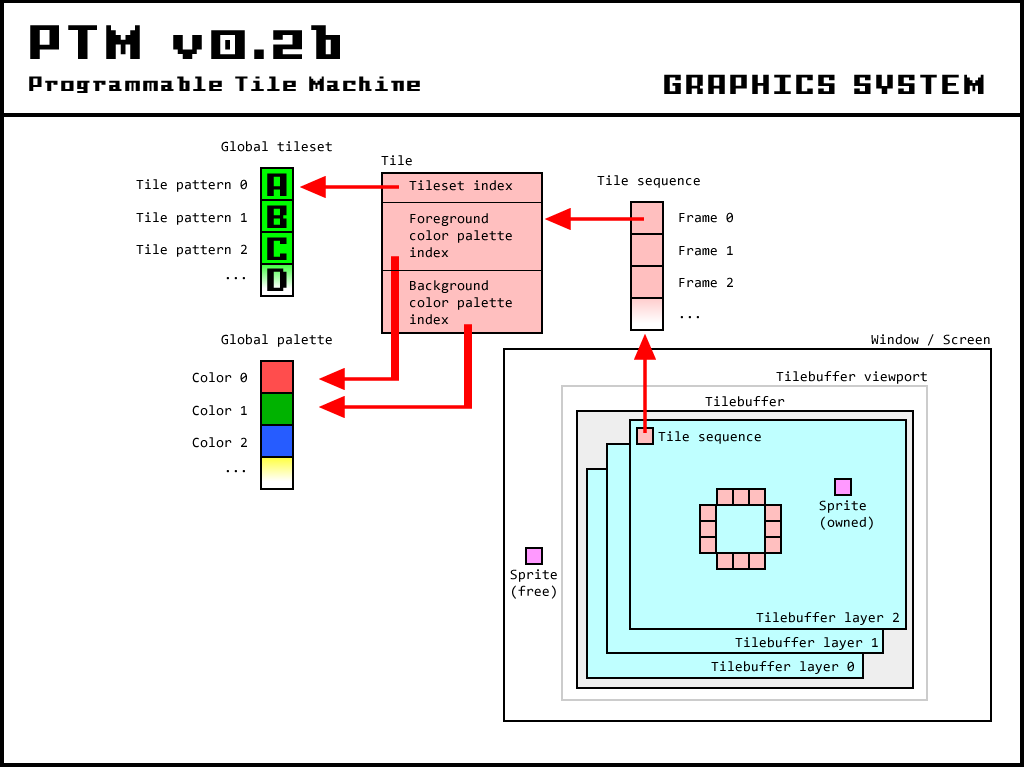 PTM v0.2b
Programmable Tile Machine
GRAPHICS SYSTEM
Global tileset
Tile pattern 0
Tile pattern 1
Tile pattern 2
...
A
B
C
D
Tile
Tileset index
Foreground
color palette
index
Background
color palette
index
Tile sequence
Frame 0
Frame 1
Frame 2
...
Global palette
Color 0
Color 1
Color 2
...
Window / Screen
Tilebuffer viewport
Tilebuffer
Tile sequence
Sprite
(owned)
Sprite
(free)
Tilebuffer layer 2
Tilebuffer layer 1
Tilebuffer layer 0